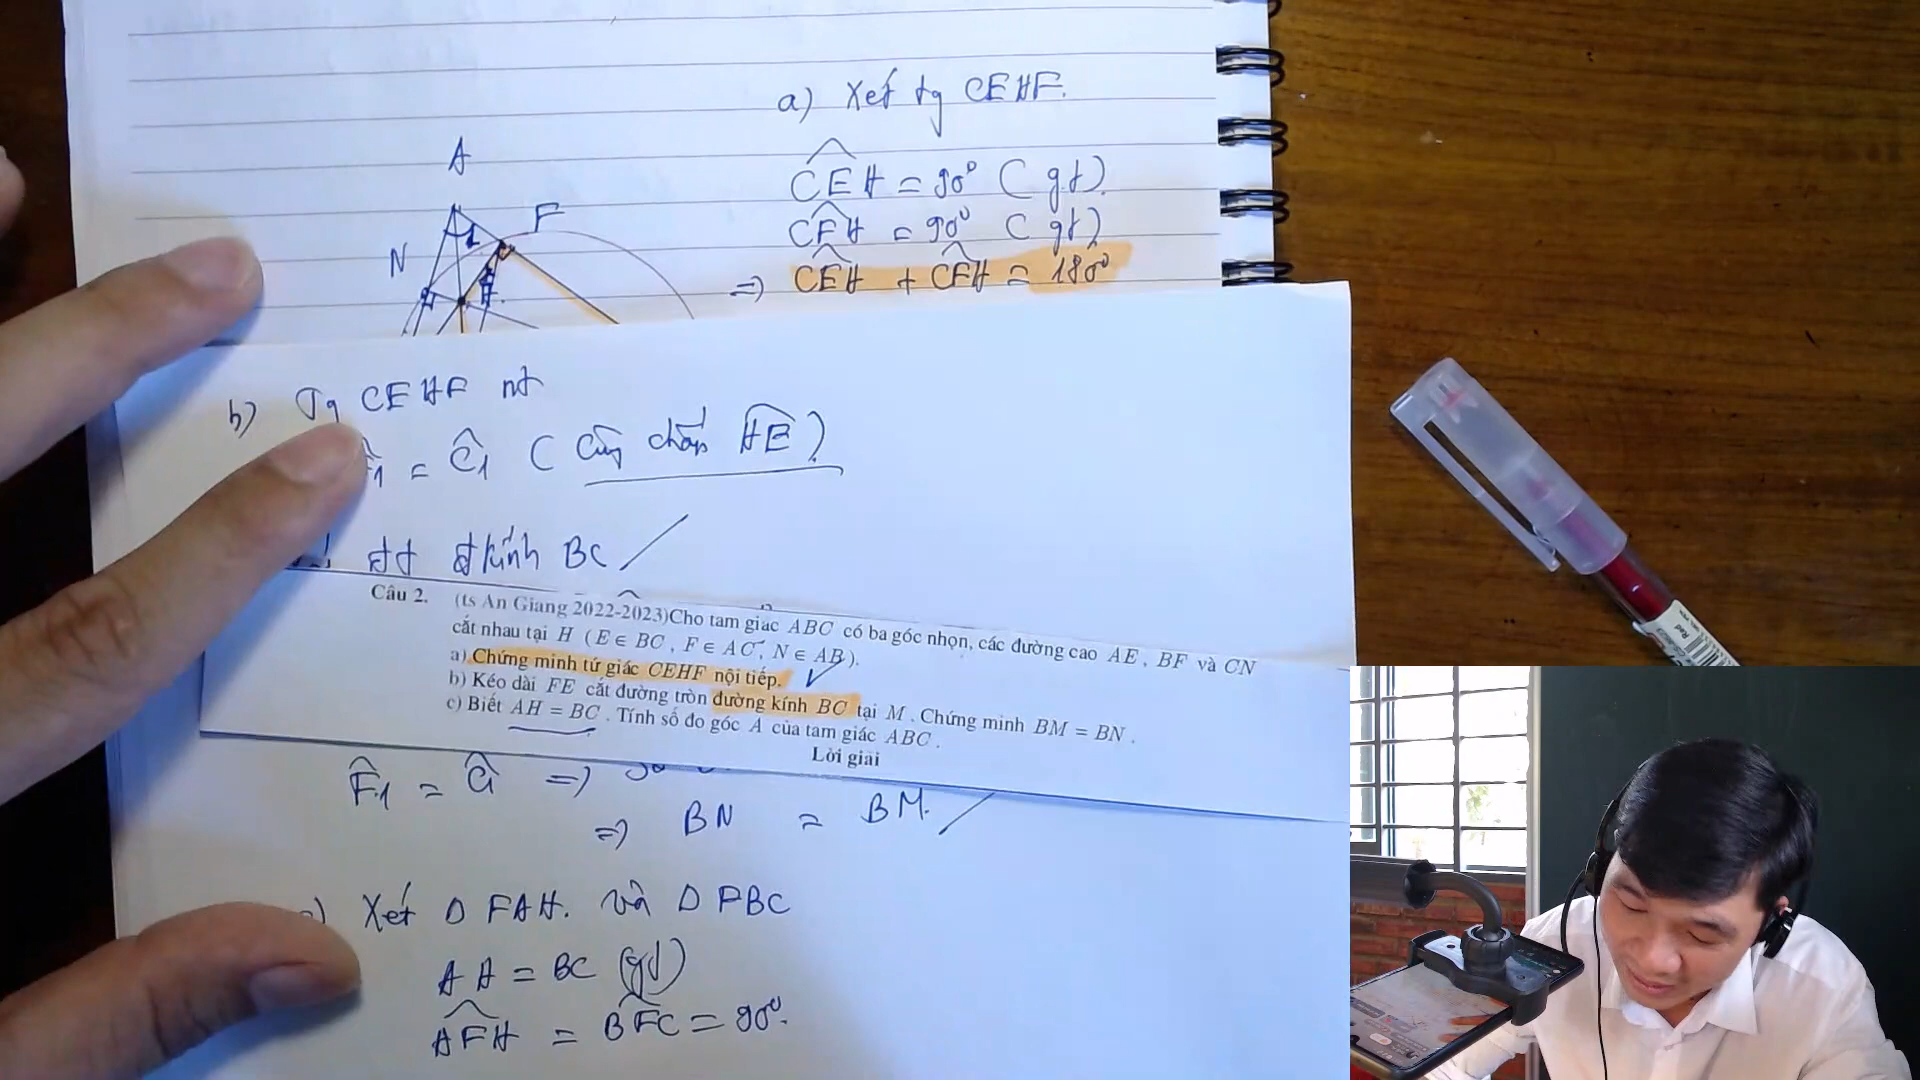 a) Xét tg CEHF.
CEH = 90° (gt).
CFH = 90° (gt)
=> CEH + CFH = 180°
A
F
N
1
b) Tg CEHF nt
1 = C1 (cùng chắn HE)
đt đkính BC
Câu 2. (ts An Giang 2022-2023)Cho tam giác ABC có ba góc nhọn, các đường cao AE, BF và CN
cắt nhau tại H (E ∈ BC, F ∈ AC, N ∈ AB).
a) Chứng minh tứ giác CEHF nội tiếp.
b) Kéo dài FE cắt đường tròn đường kính BC tại M. Chứng minh BM = BN.
c) Biết AH = BC. Tính số đo góc A của tam giác ABC.
Lời giải
F1 = C1 =>
=> BN = BM.
) Xét Δ FAH. và Δ FBC
AH = BC (gt)
AFH = BFC = 90°.
Red